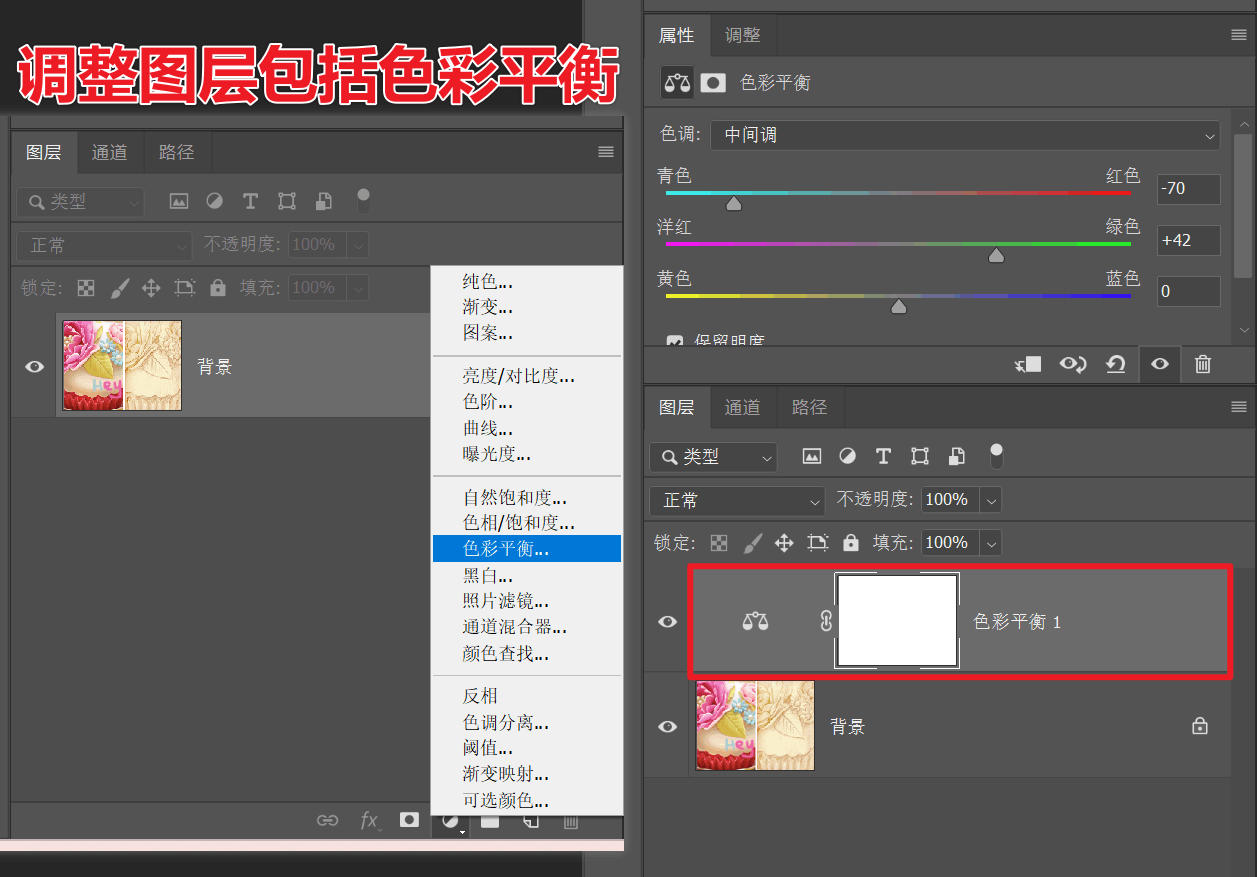 调整图层包括色彩平衡
图层 通道 路径
类型
正常 不透明度: 100%
锁定: 填充: 100%
背景
纯色...
渐变...
图案...
亮度/对比度...
色阶...
曲线...
曝光度...
自然饱和度...
色相/饱和度...
色彩平衡...
黑白...
照片滤镜...
通道混合器...
颜色查找...
反相
色调分离...
阈值...
渐变映射...
可选颜色...
fx
属性 调整
色彩平衡
色调: 中间调
青色 红色 -70
洋红 绿色 +42
黄色 蓝色 0
保留明度
图层 通道 路径
类型
正常 不透明度: 100%
锁定: 填充: 100%
色彩平衡 1
背景
Hey
Hey